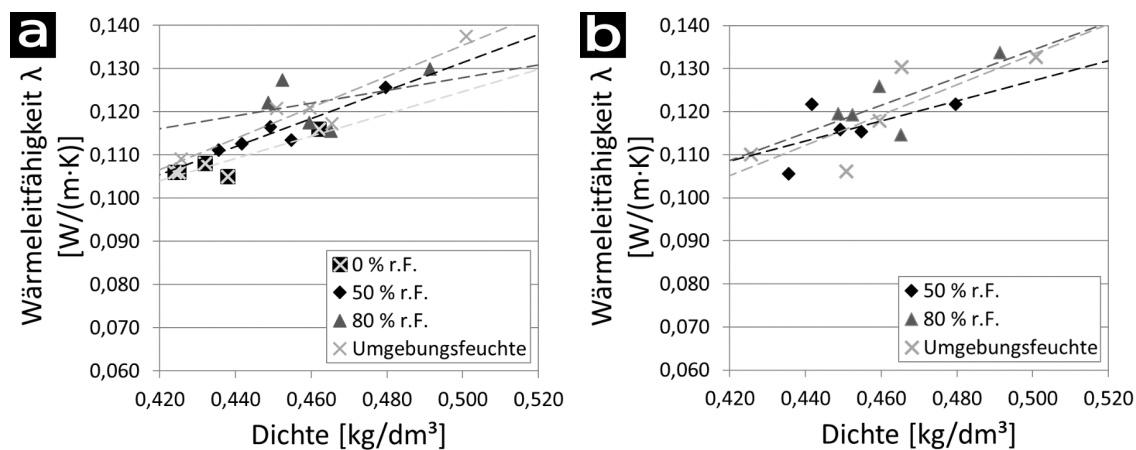 a
Wärmeleitfähigkeit λ
[W/(m·K)]
0,140
0,130
0,120
0,110
0,100
0,090
0,080
0,070
0,060
0 % r.F.
50 % r.F.
80 % r.F.
Umgebungsfeuchte
0,420 0,440 0,460 0,480 0,500 0,520
Dichte [kg/dm³]
b
Wärmeleitfähigkeit λ
[W/(m·K)]
0,140
0,130
0,120
0,110
0,100
0,090
0,080
0,070
0,060
50 % r.F.
80 % r.F.
Umgebungsfeuchte
0,420 0,440 0,460 0,480 0,500 0,520
Dichte [kg/dm³]